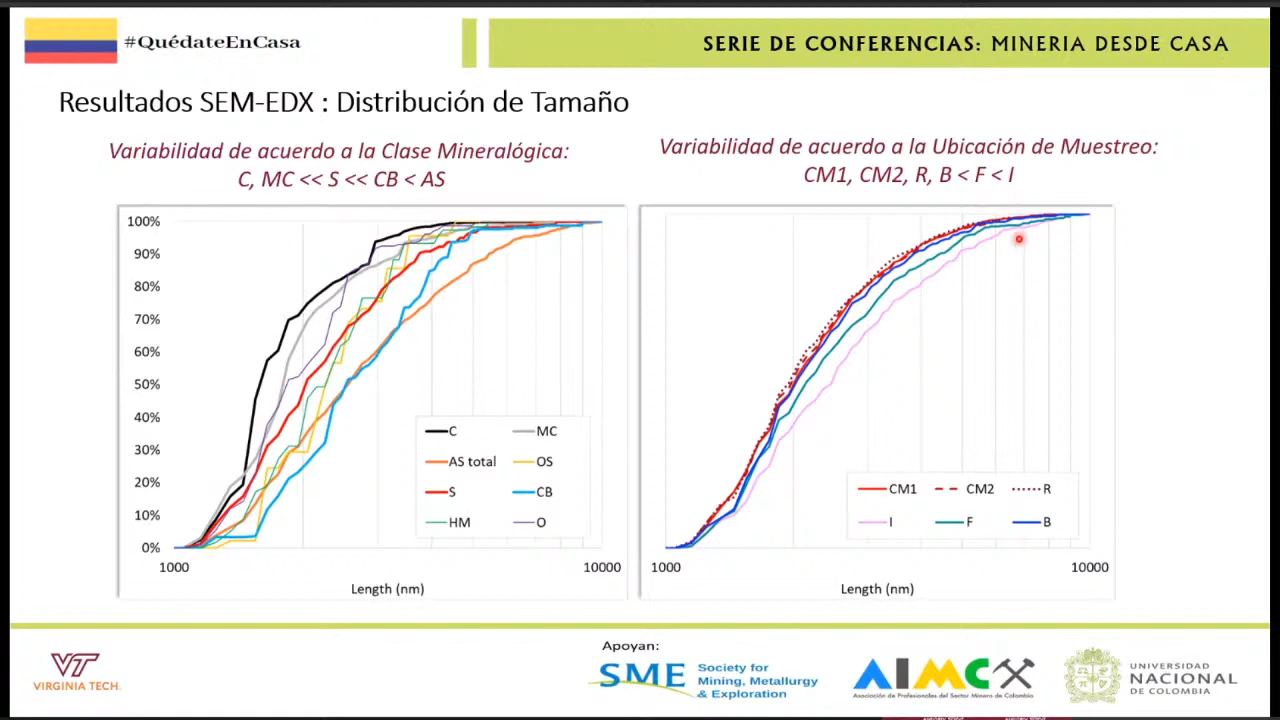 #QuédateEnCasa
SERIE DE CONFERENCIAS: MINERIA DESDE CASA
Resultados SEM-EDX : Distribución de Tamaño
Variabilidad de acuerdo a la Clase Mineralógica:
C, MC << S << CB < AS
Variabilidad de acuerdo a la Ubicación de Muestreo:
CM1, CM2, R, B < F < I
100%
90%
80%
70%
60%
50%
40%
30%
20%
10%
0%
1000
10000
Length (nm)
C
MC
AS total
OS
S
CB
HM
O
1000
10000
Length (nm)
CM1
CM2
R
I
F
B
VT
VIRGINIA TECH.
Apoyan:
SME
Society for
Mining, Metallurgy
& Exploration
AIMC
Asociación de Profesionales del Sector Minero de Colombia
UNIVERSIDAD
NACIONAL
DE COLOMBIA